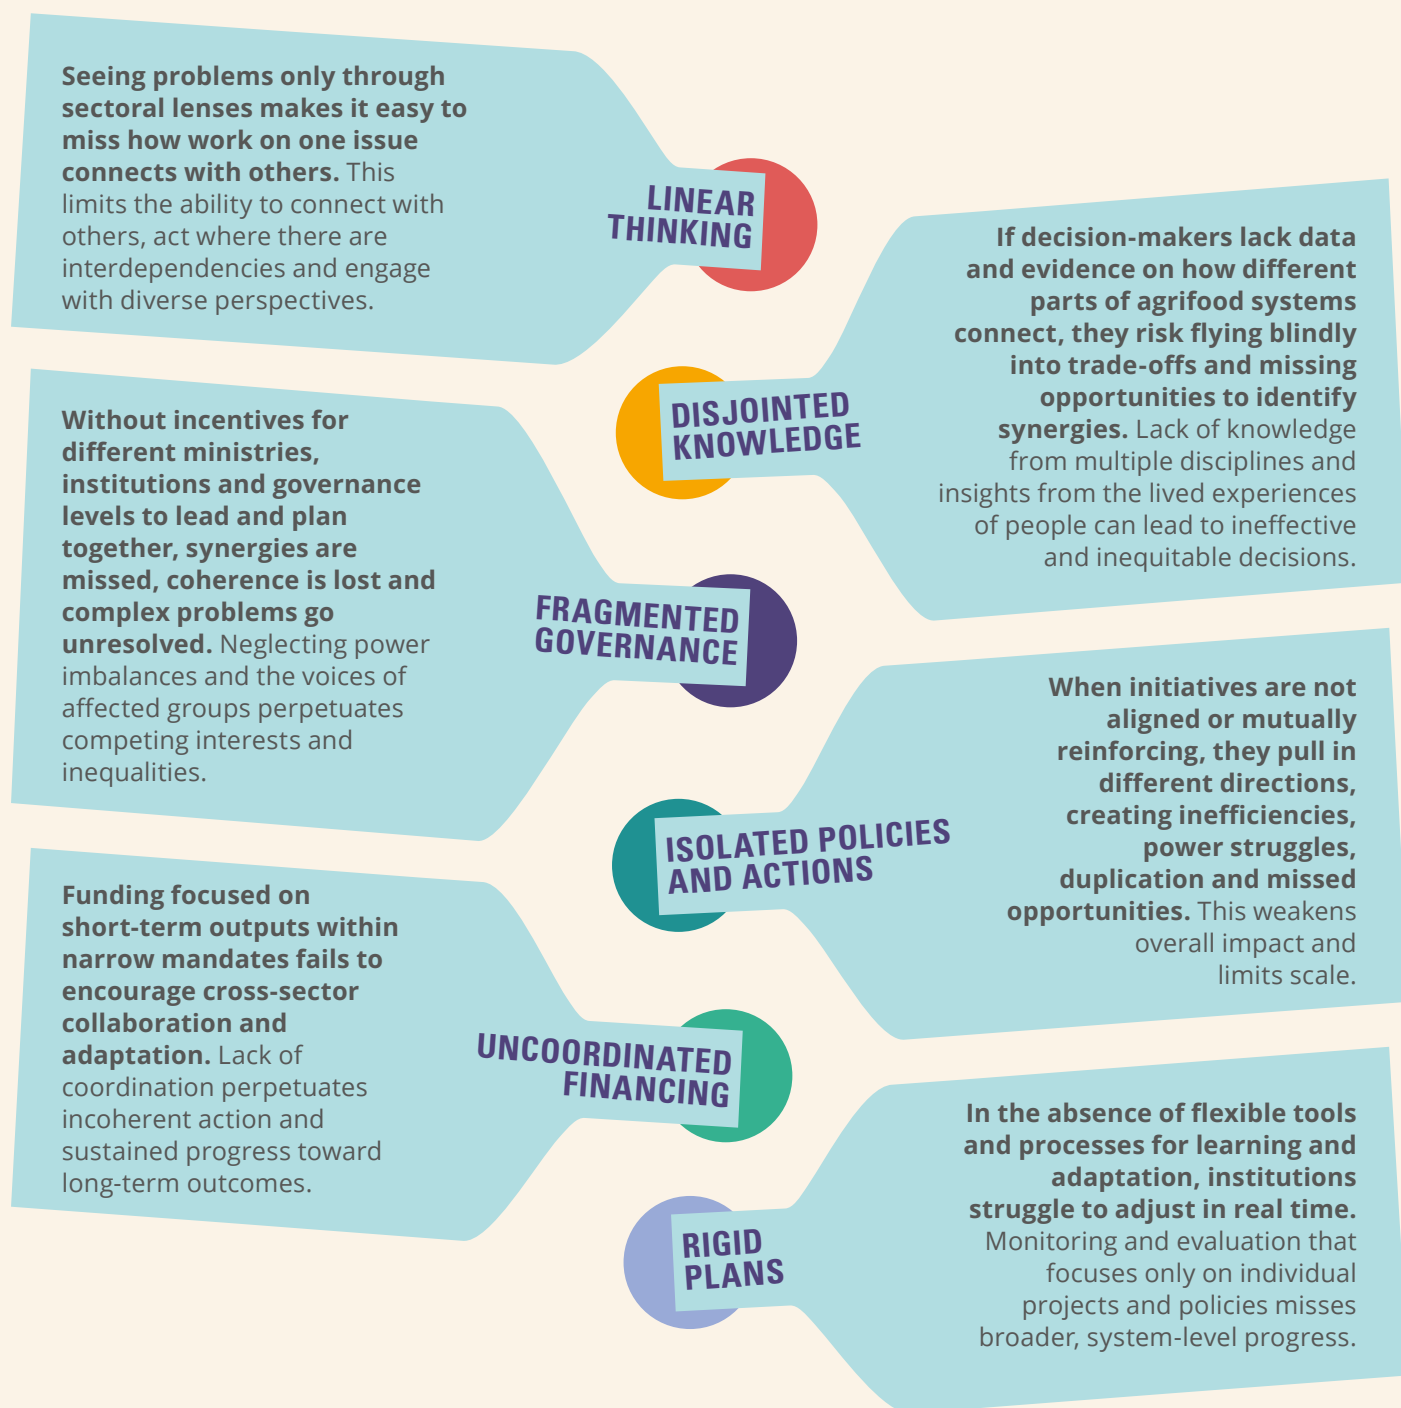 Seeing problems only through
sectoral lenses makes it easy to
miss how work on one issue
connects with others. This
limits the ability to connect with
others, act where there are
interdependencies and engage
with diverse perspectives.
LINEAR
THINKING
If decision-makers lack data
and evidence on how different
parts of agrifood systems
connect, they risk flying blindly
into trade-offs and missing
opportunities to identify
synergies. Lack of knowledge
from multiple disciplines and
insights from the lived experiences
of people can lead to ineffective
and inequitable decisions.
DISJOINTED
KNOWLEDGE
Without incentives for
different ministries,
institutions and governance
levels to lead and plan
together, synergies are
missed, coherence is lost and
complex problems go
unresolved. Neglecting power
imbalances and the voices of
affected groups perpetuates
competing interests and
inequalities.
FRAGMENTED
GOVERNANCE
When initiatives are not
aligned or mutually
reinforcing, they pull in
different directions,
creating inefficiencies,
power struggles,
duplication and missed
opportunities. This weakens
overall impact and
limits scale.
ISOLATED POLICIES
AND ACTIONS
Funding focused on
short-term outputs within
narrow mandates fails to
encourage cross-sector
collaboration and
adaptation. Lack of
coordination perpetuates
incoherent action and
sustained progress toward
long-term outcomes.
UNCOORDINATED
FINANCING
In the absence of flexible tools
and processes for learning and
adaptation, institutions
struggle to adjust in real time.
Monitoring and evaluation that
focuses only on individual
projects and policies misses
broader, system-level progress.
RIGID
PLANS